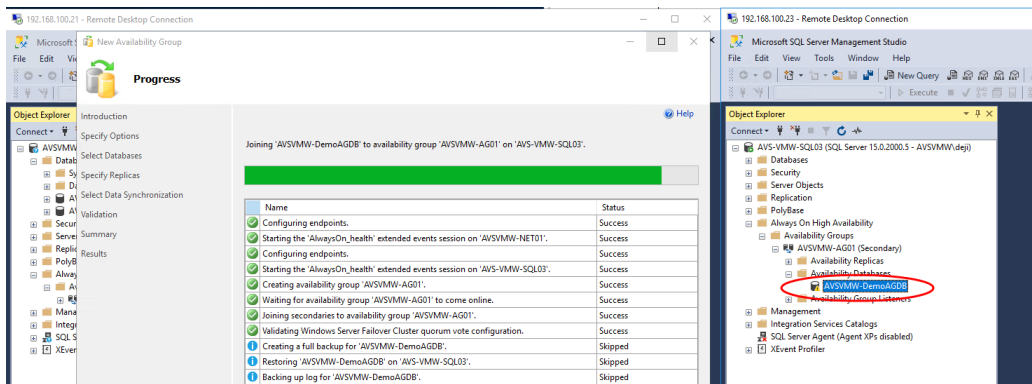 192.168.100.21 - Remote Desktop Connection
Microsoft
New Availability Group
File Edit
Progress
Object Explorer
Connect
AVSVMW
Datab
Sy
Da
Secur
Serve
Replic
PolyB
Alway
Av
Mana
Integr
SQL S
XEver
Introduction
Specify Options
Select Databases
Specify Replicas
Select Data Synchronization
Validation
Summary
Results
Help
Joining 'AVSVMW-DemoAGDB' to availability group 'AVSVMW-AG01' on 'AVS-VMW-SQL03'.
Name Status
Configuring endpoints. Success
Starting the 'AlwaysOn_health' extended events session on 'AVSVMW-NET01'. Success
Configuring endpoints. Success
Starting the 'AlwaysOn_health' extended events session on 'AVS-VMW-SQL03'. Success
Creating availability group 'AVSVMW-AG01'. Success
Waiting for availability group 'AVSVMW-AG01' to come online. Success
Joining secondaries to availability group 'AVSVMW-AG01'. Success
Validating Windows Server Failover Cluster quorum vote configuration. Success
Creating a full backup for 'AVSVMW-DemoAGDB'. Skipped
Restoring 'AVSVMW-DemoAGDB' on 'AVS-VMW-SQL03'. Skipped
Backing up log for 'AVSVMW-DemoAGDB'. Skipped
192.168.100.23 - Remote Desktop Connection
Microsoft SQL Server Management Studio
File Edit View Tools Window Help
New Query
Execute
Object Explorer
Connect
AVS-VMW-SQL03 (SQL Server 15.0.2000.5 - AVSVMW\deji)
Databases
Security
Server Objects
Replication
PolyBase
Always On High Availability
Availability Groups
AVSVMW-AG01 (Secondary)
Availability Replicas
Availability Databases
AVSVMW-DemoAGDB
Availability Group Listeners
Management
Integration Services Catalogs
SQL Server Agent (Agent XPs disabled)
XEvent Profiler